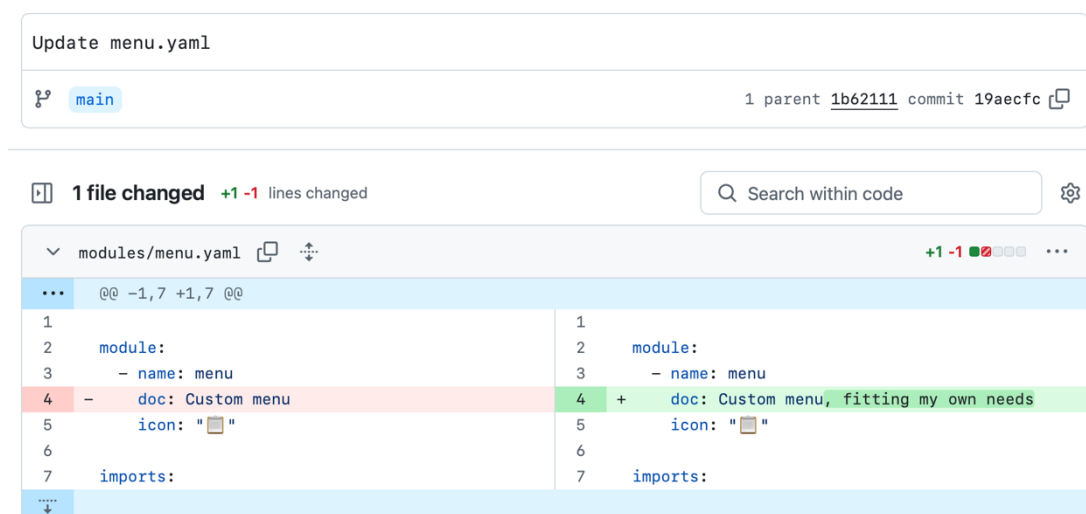 Update menu.yaml
main
1 parent 1b62111 commit 19aecfc
1 file changed +1 -1 lines changed
Search within code
modules/menu.yaml
+1 -1
@@ -1,7 +1,7 @@
1
2 module:
3 - name: menu
4 - doc: Custom menu
5 icon: "📋"
6
7 imports:
1
2 module:
3 - name: menu
4 + doc: Custom menu, fitting my own needs
5 icon: "📋"
6
7 imports: